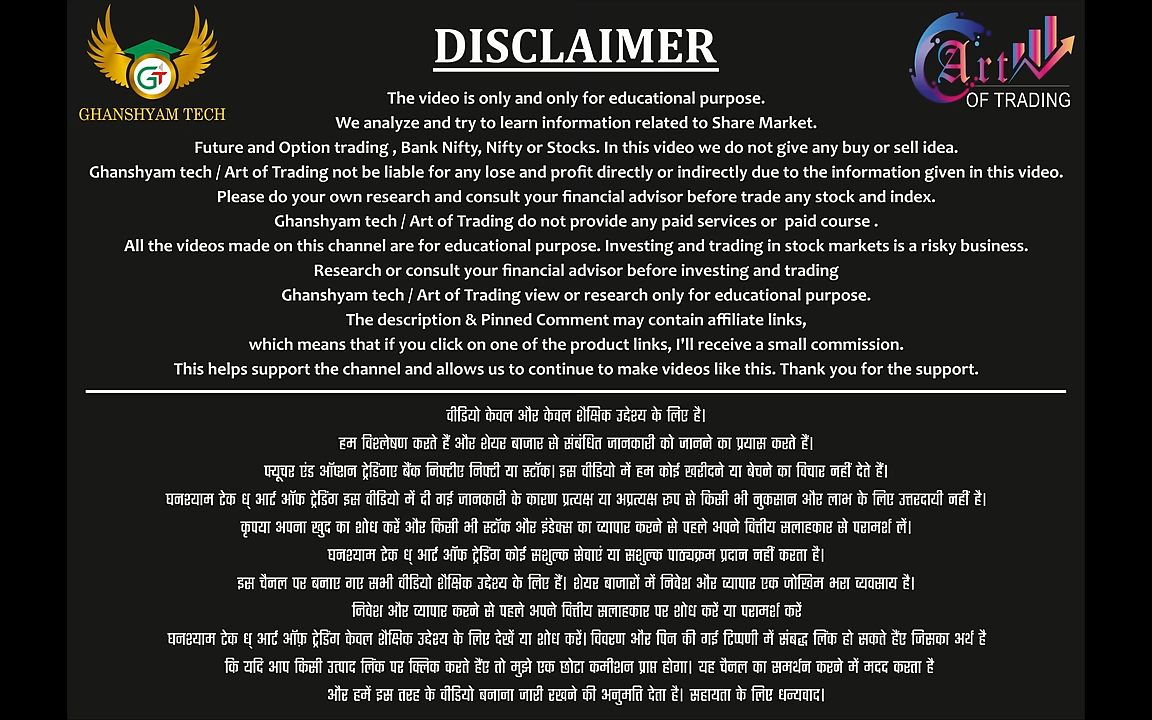 DISCLAIMER
GHANSHYAM TECH
Art
OF TRADING
The video is only and only for educational purpose.
We analyze and try to learn information related to Share Market.
Future and Option trading , Bank Nifty, Nifty or Stocks. In this video we do not give any buy or sell idea.
Ghanshyam tech / Art of Trading not be liable for any lose and profit directly or indirectly due to the information given in this video.
Please do your own research and consult your financial advisor before trade any stock and index.
Ghanshyam tech / Art of Trading do not provide any paid services or paid course .
All the videos made on this channel are for educational purpose. Investing and trading in stock markets is a risky business.
Research or consult your financial advisor before investing and trading
Ghanshyam tech / Art of Trading view or research only for educational purpose.
The description & Pinned Comment may contain affiliate links,
which means that if you click on one of the product links, I'll receive a small commission.
This helps support the channel and allows us to continue to make videos like this. Thank you for the support.
वीडियो केवल और केवल शैक्षिक उद्देश्य के लिए है।
हम विश्लेषण करते हैं और शेयर बाजार से संबंधित जानकारी को जानने का प्रयास करते हैं।
फ्यूचर एंड ऑप्शन ट्रेडिंगए बैंक निफ्टीए निफ्टी या स्टॉक। इस वीडियो में हम कोई खरीदने या बेचने का विचार नहीं देते हैं।
घनश्याम टेक ध् आर्ट ऑफ ट्रेडिंग इस वीडियो में दी गई जानकारी के कारण प्रत्यक्ष या अप्रत्यक्ष रूप से किसी भी नुकसान और लाभ के लिए उत्तरदायी नहीं है।
कृपया अपना खुद का शोध करें और किसी भी स्टॉक और इंडेक्स का व्यापार करने से पहले अपने वित्तीय सलाहकार से परामर्श लें।
घनश्याम टेक ध् आर्ट ऑफ ट्रेडिंग कोई सशुल्क सेवाएं या सशुल्क पाठ्यक्रम प्रदान नहीं करता है।
इस चैनल पर बनाए गए सभी वीडियो शैक्षिक उद्देश्य के लिए हैं। शेयर बाजारों में निवेश और व्यापार एक जोखिम भरा व्यवसाय है।
निवेश और व्यापार करने से पहले अपने वित्तीय सलाहकार पर शोध करें या परामर्श करें
घनश्याम टेक ध् आर्ट ऑफ़ ट्रेडिंग केवल शैक्षिक उद्देश्य के लिए देखें या शोध करें। विवरण और पिन की गई टिप्पणी में संबद्ध लिंक हो सकते हैंए जिसका अर्थ है
कि यदि आप किसी उत्पाद लिंक पर क्लिक करते हैंए तो मुझे एक छोटा कमीशन प्राप्त होगा। यह चैनल का समर्थन करने में मदद करता है
और हमें इस तरह के वीडियो बनाना जारी रखने की अनुमति देता है। सहायता के लिए धन्यवाद।